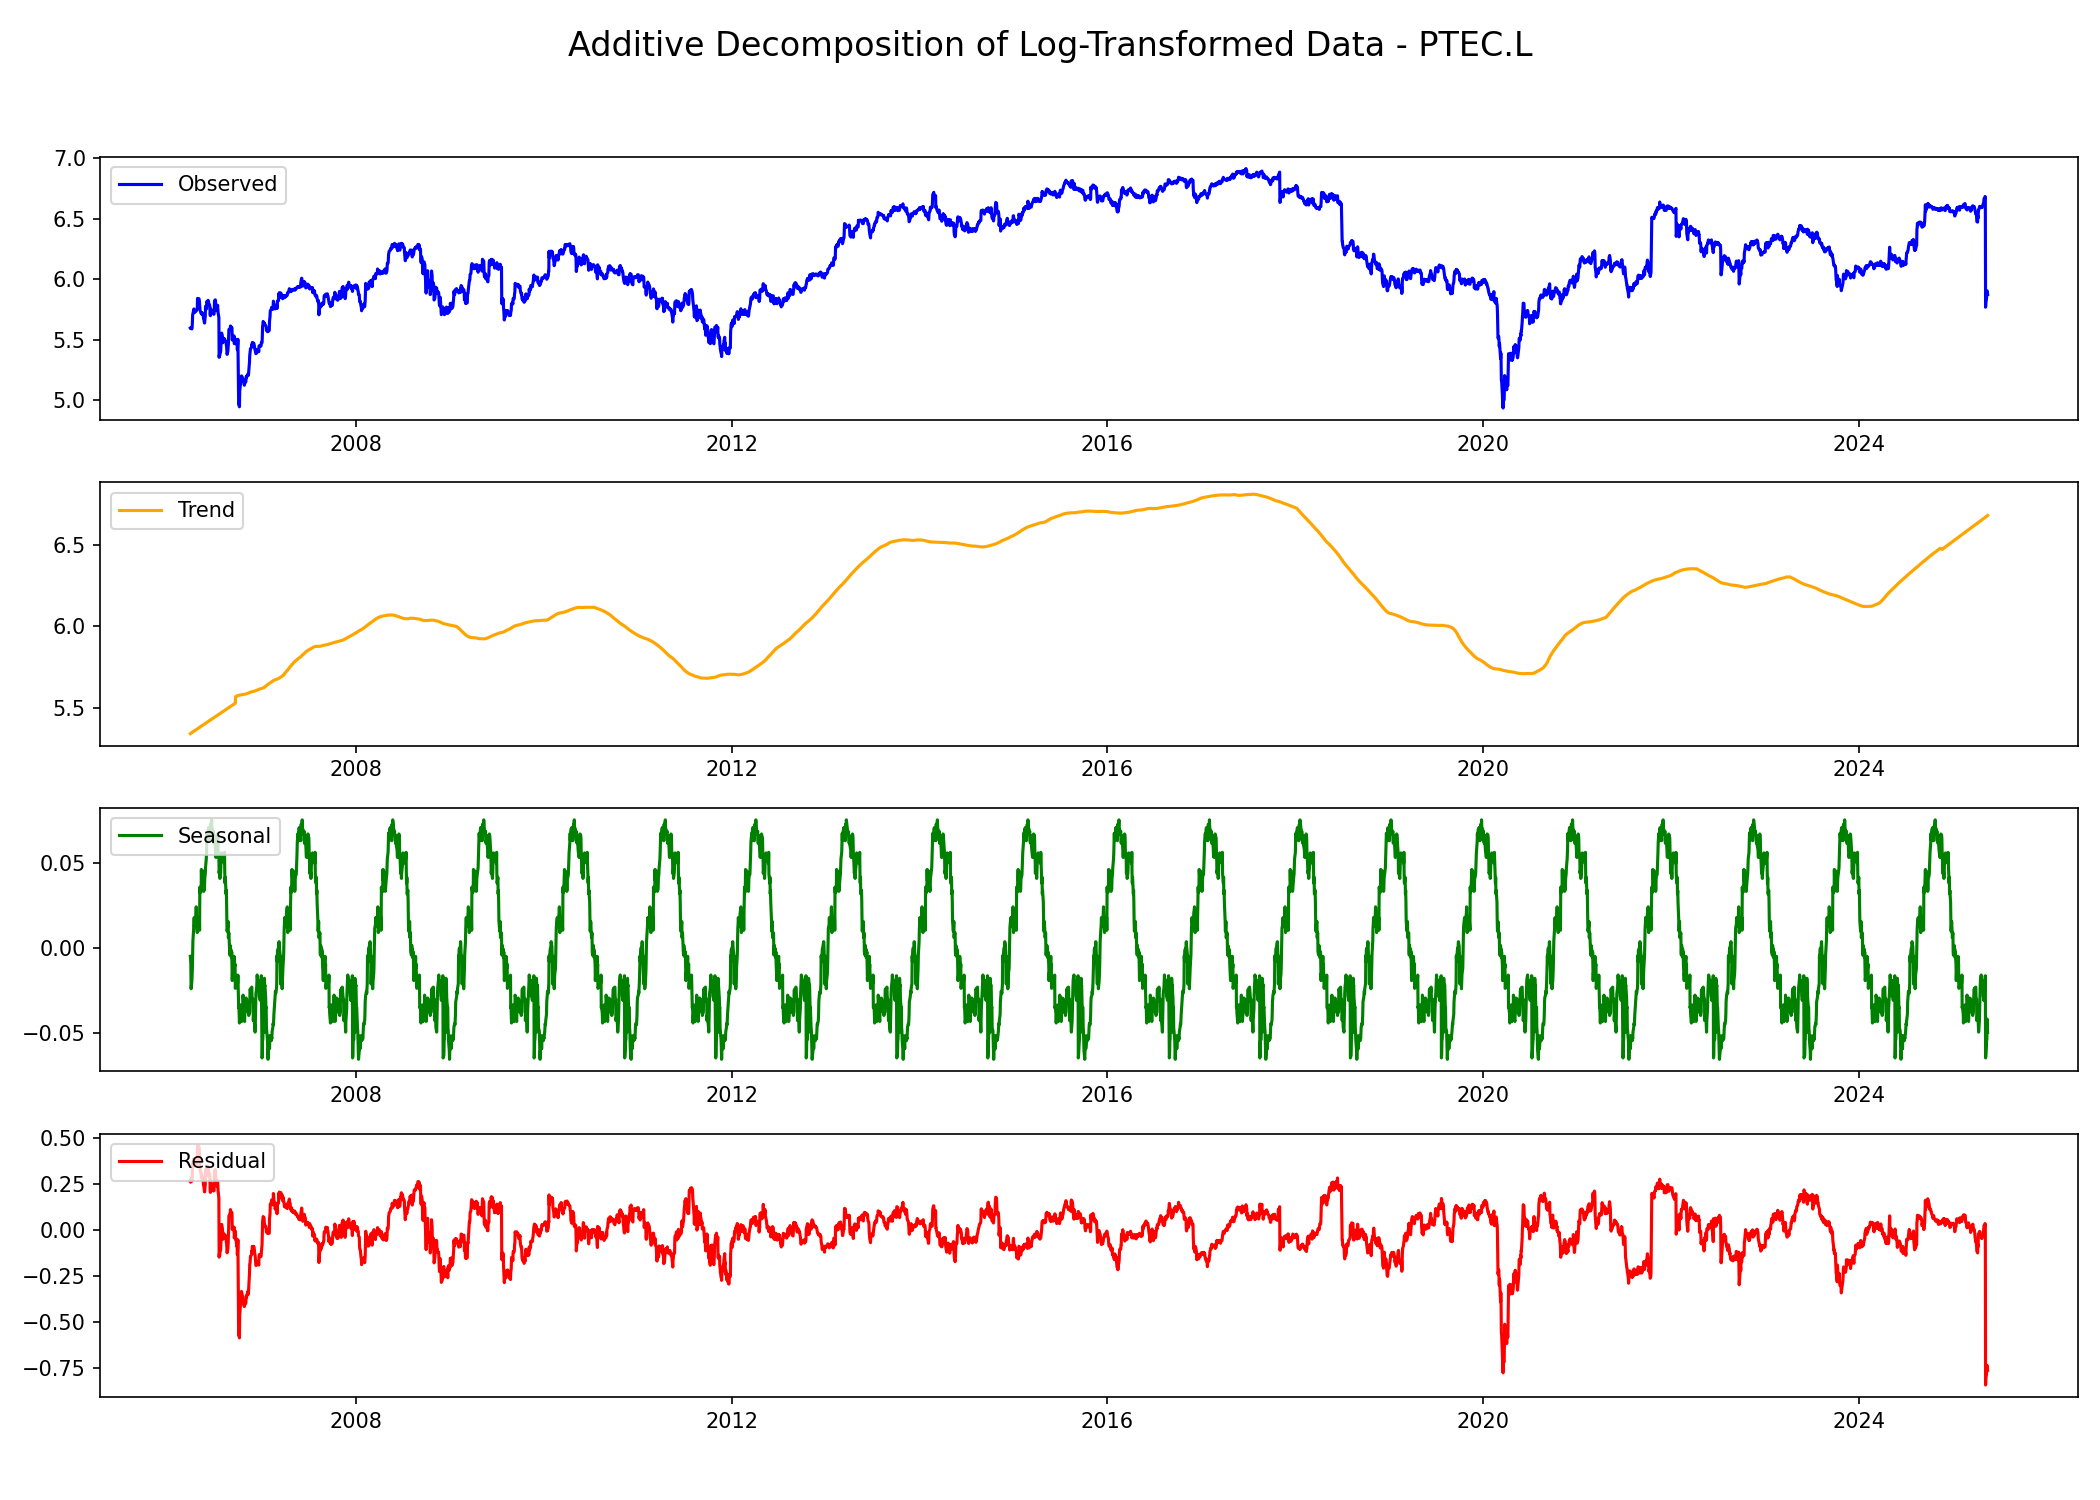 Additive Decomposition of Log-Transformed Data - PTEC.L
7.0
6.5
6.0
5.5
5.0
Observed
2008 2012 2016 2020 2024
6.5
6.0
5.5
Trend
2008 2012 2016 2020 2024
0.05
0.00
−0.05
Seasonal
2008 2012 2016 2020 2024
0.50
0.25
0.00
−0.25
−0.50
−0.75
Residual
2008 2012 2016 2020 2024